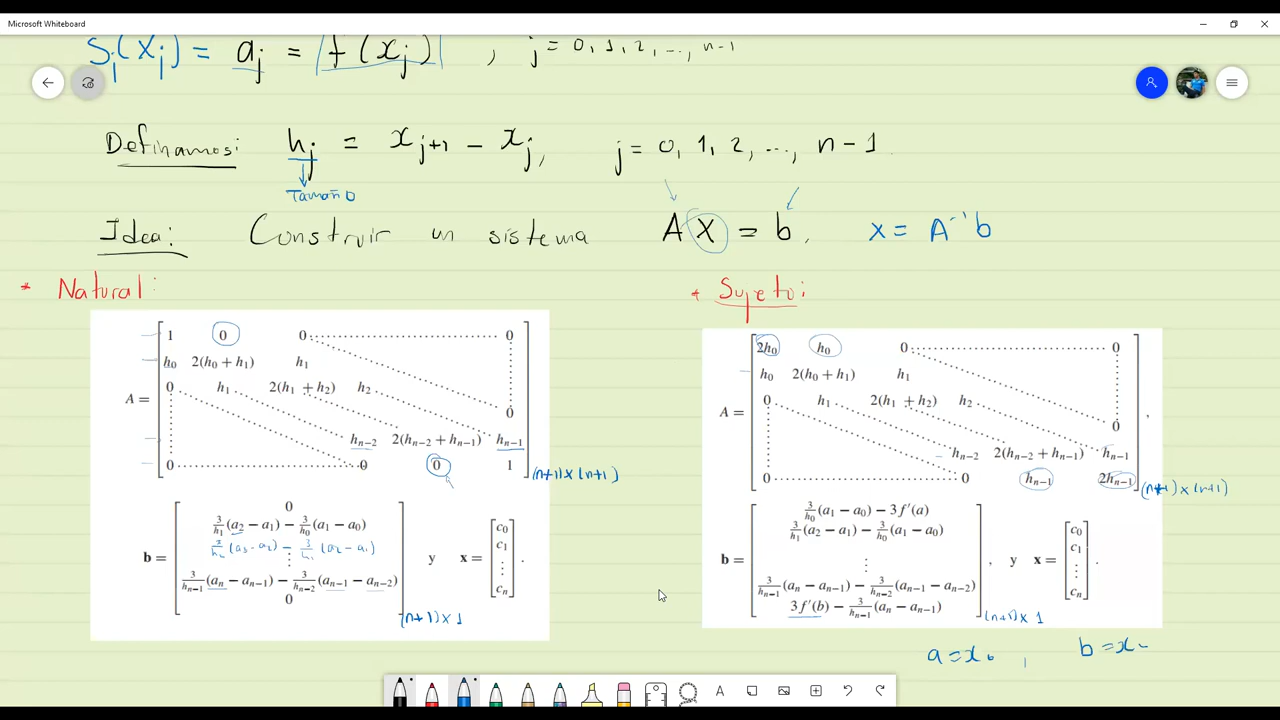 Microsoft Whiteboard
Sj(xj) = aj = f(xj) , j = 0, 1, 2, ..., n-1
Definamos: hj = xj+1 - xj, j = 0, 1, 2, ..., n-1
Tamaño
Idea: Construir un sistema AX = b. x = A⁻¹b
* Natural:
* Sujeto:
A =
1 0 0 0
h0 2(h0 + h1) h1
0 h1 2(h1 + h2) h2
0
hn-2 2(hn-2 + hn-1) hn-1
0 0 0 1
(n+1)x(n+1)
b =
0
3/h1 (a2 − a1) − 3/h0 (a1 − a0)
(a3-a2) - (a2-a1)
⋮
3/hn-1 (an − an-1) − 3/hn-2 (an-1 − an-2)
0
(n+1) x 1
y x =
c0
c1
⋮
cn
.
A =
2h0 h0 0 0
h0 2(h0 + h1) h1
0 h1 2(h1 + h2) h2
0
hn-2 2(hn-2 + hn-1) hn-1
0 0 hn-1 2hn-1
,
(n+1)x(n+1)
b =
3/h0 (a1 − a0) − 3f′(a)
3/h1 (a2 − a1) − 3/h0 (a1 − a0)
⋮
3/hn-1 (an − an-1) − 3/hn-2 (an-1 − an-2)
3f′(b) − 3/hn-1 (an − an-1)
(n+1) x 1
, y x =
c0
c1
⋮
cn
.
a = x0 , b = x
A